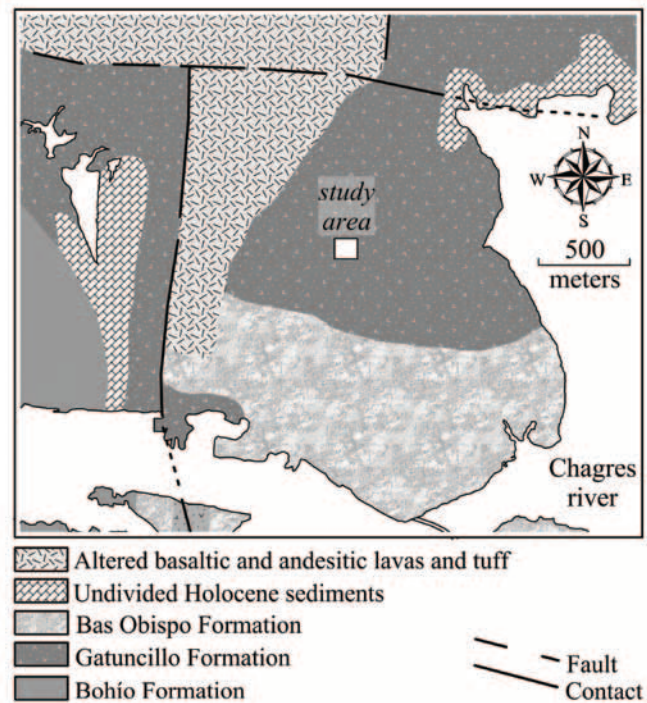 N
W E
S
study
area
500
meters
Chagres
river
Altered basaltic and andesitic lavas and tuff
Undivided Holocene sediments
Bas Obispo Formation
Gatuncillo Formation
Bohío Formation
Fault
Contact